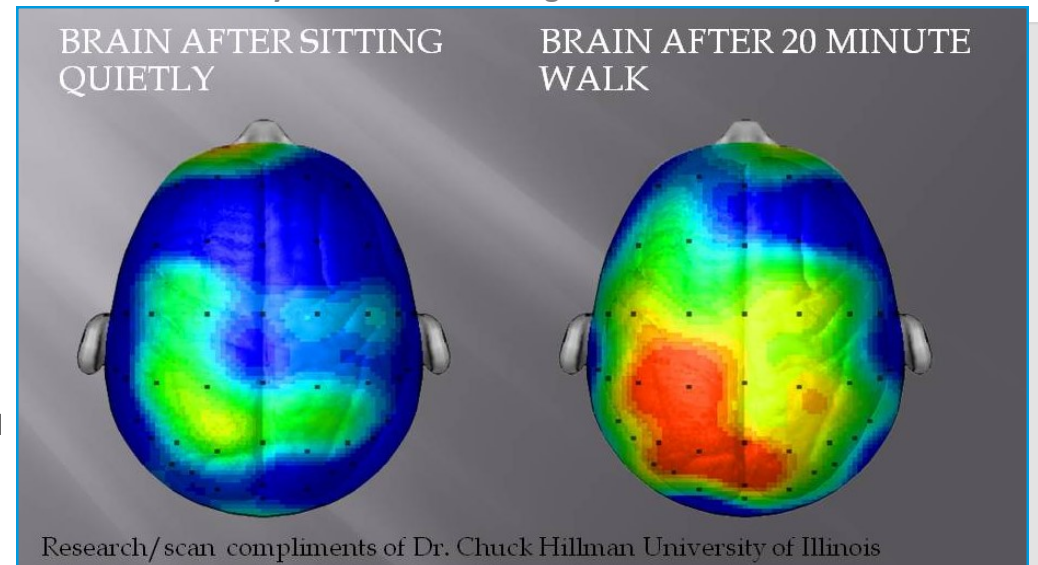 BRAIN AFTER SITTING
QUIETLY
BRAIN AFTER 20 MINUTE
WALK
Research/scan compliments of Dr. Chuck Hillman University of Illinois